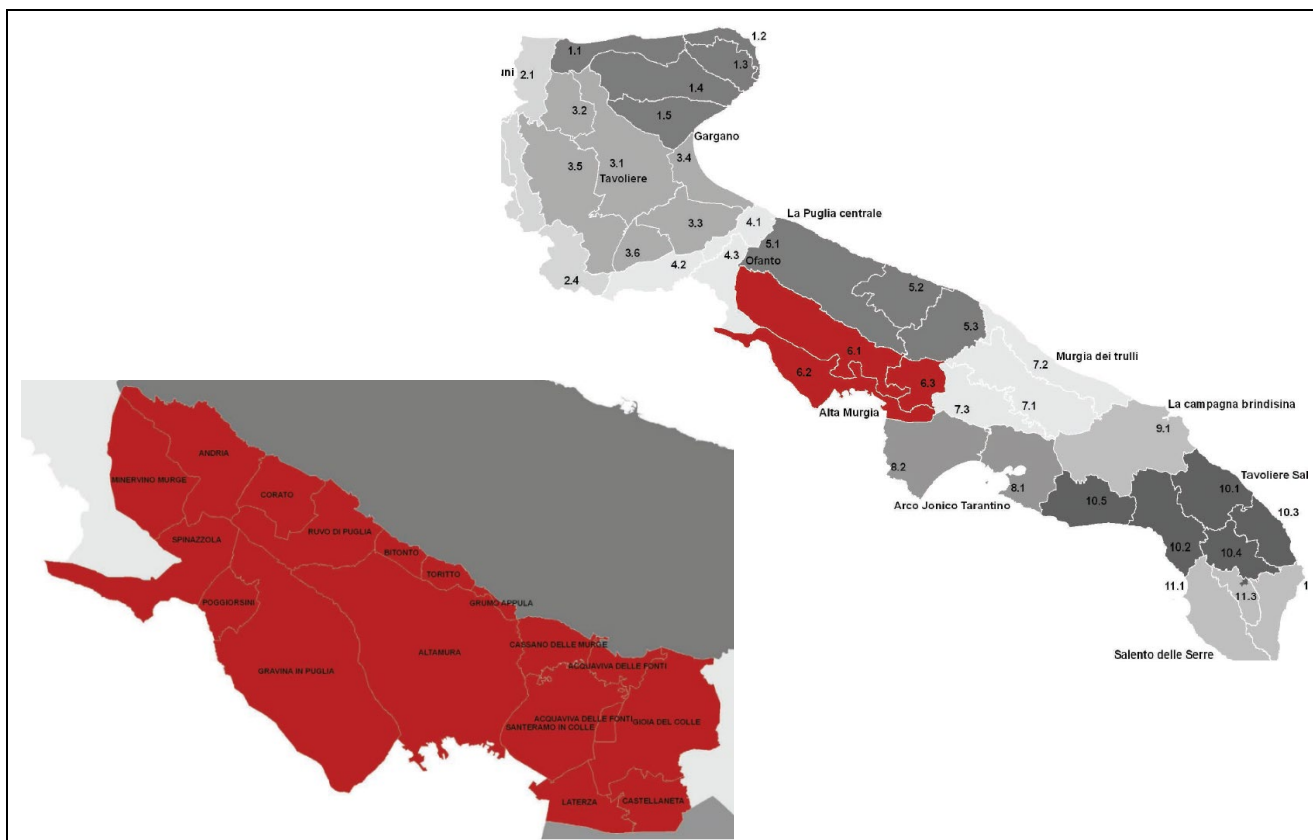 1.2
1.1
1.3
uni
2.1
1.4
3.2
1.5
Gargano
3.5
3.1
3.4
Tavoliere
La Puglia centrale
3.3
4.1
5.1
3.6
4.3
4.2
Ofanto
2.4
5.2
5.3
6.1
Murgia dei trulli
7.2
6.2
6.3
Alta Murgia
7.3
7.1
La campagna brindisina
9.1
8.2
Tavoliere Sal
8.1
10.1
Arco Jonico Tarantino
10.5
10.3
10.2
10.4
11.1
1
11.3
Salento delle Serre
ANDRIA
MINERVINO MURGE
CORATO
RUVO DI PUGLIA
SPINAZZOLA
BITONTO
TORITTO
POGGIORSINI
GRUMO APPULA
CASSANO DELLE MURGE
ALTAMURA
ACQUAVIVA DELLE FONTI
GRAVINA IN PUGLIA
ACQUAVIVA DELLE FONTI
GIOIA DEL COLLE
SANTERAMO IN COLLE
LATERZA
CASTELLANETA